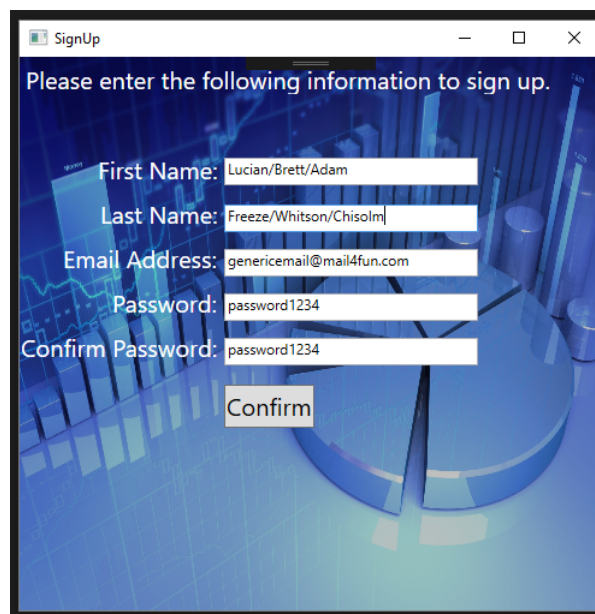 SignUp
Please enter the following information to sign up.
First Name: Lucian/Brett/Adam
Last Name: Freeze/Whitson/Chisolm
Email Address: genericemail@mail4fun.com
Password: password1234
Confirm Password: password1234
Confirm